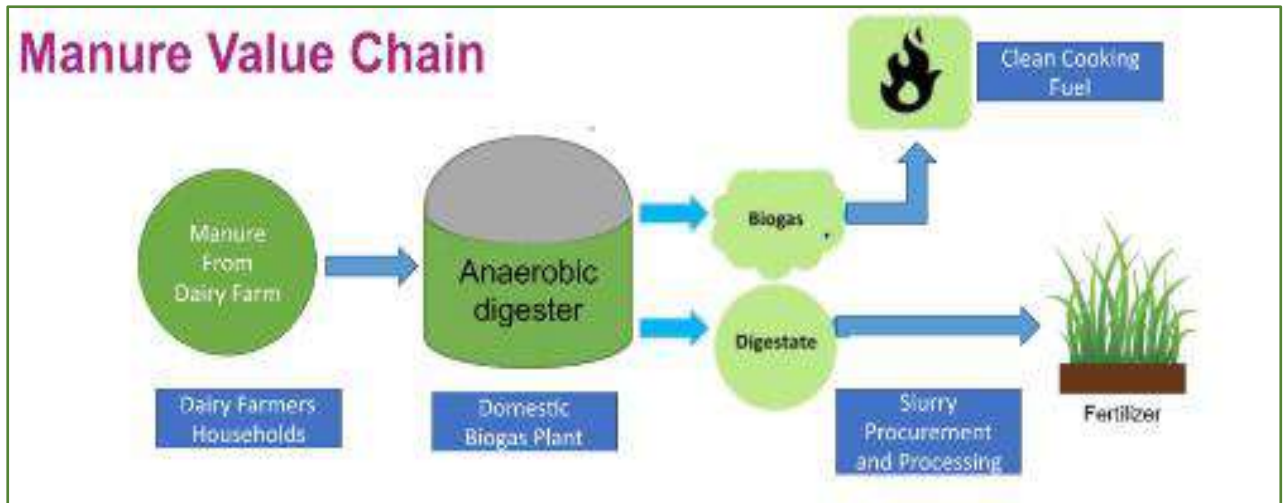 Manure Value Chain
Clean Cooking
Fuel
Manure
From
Dairy Farm
Anaerobic
digester
Biogas
Digestate
Dairy Farmers
Households
Domestic
Biogas Plant
Slurry
Procurement
and Processing
Fertilizer